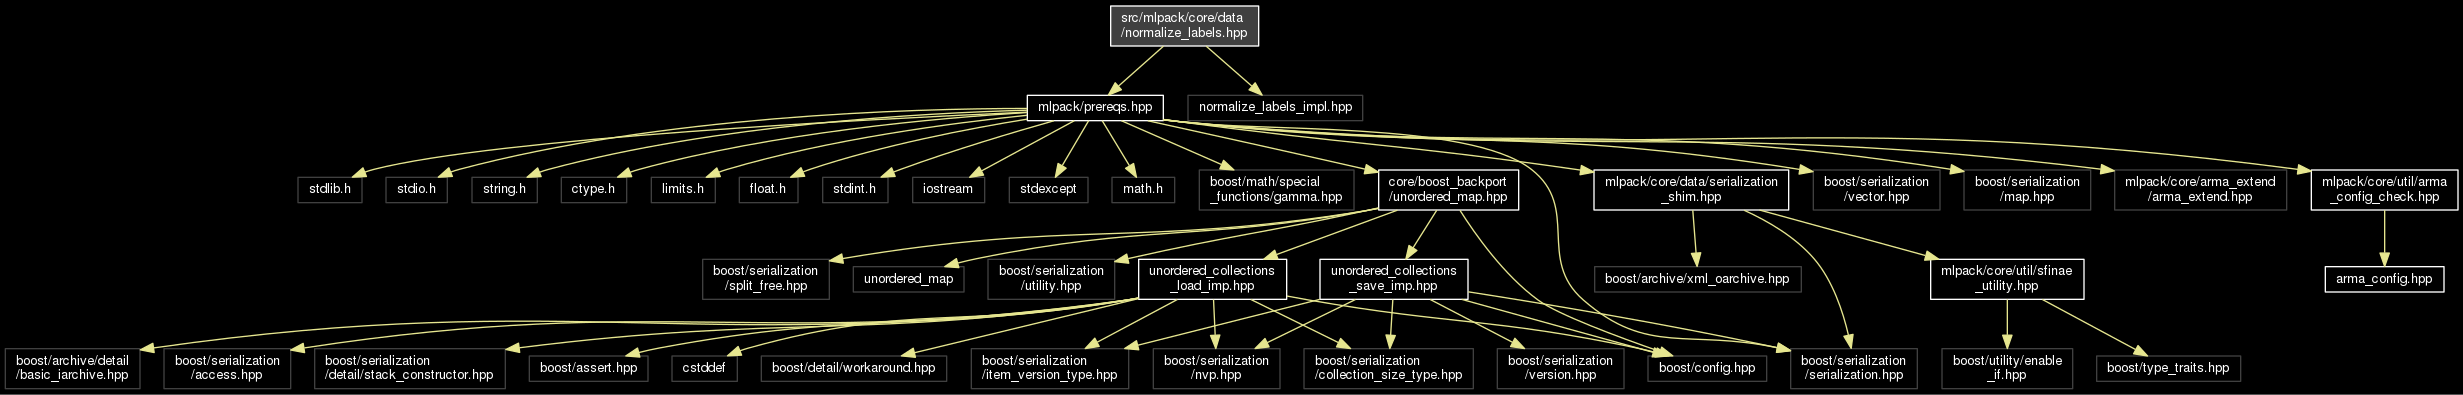 src/mlpack/core/data
/normalize_labels.hpp
mlpack/prereqs.hpp
normalize_labels_impl.hpp
stdlib.h
stdio.h
string.h
ctype.h
limits.h
float.h
stdint.h
iostream
stdexcept
math.h
boost/math/special
_functions/gamma.hpp
core/boost_backport
/unordered_map.hpp
mlpack/core/data/serialization
_shim.hpp
boost/serialization
/vector.hpp
boost/serialization
/map.hpp
mlpack/core/arma_extend
/arma_extend.hpp
mlpack/core/util/arma
_config_check.hpp
boost/serialization
/split_free.hpp
unordered_map
boost/serialization
/utility.hpp
unordered_collections
_load_imp.hpp
unordered_collections
_save_imp.hpp
boost/archive/xml_oarchive.hpp
mlpack/core/util/sfinae
_utility.hpp
arma_config.hpp
boost/archive/detail
/basic_iarchive.hpp
boost/serialization
/access.hpp
boost/serialization
/detail/stack_constructor.hpp
boost/assert.hpp
cstddef
boost/detail/workaround.hpp
boost/serialization
/item_version_type.hpp
boost/serialization
/nvp.hpp
boost/serialization
/collection_size_type.hpp
boost/serialization
/version.hpp
boost/config.hpp
boost/serialization
/serialization.hpp
boost/utility/enable
_if.hpp
boost/type_traits.hpp